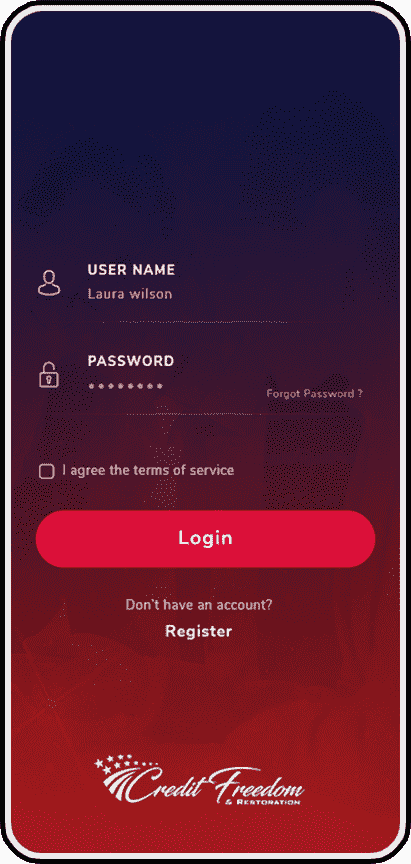 USER NAME
Laura wilson
PASSWORD
Forgot Password ?
I agree the terms of service
Login
Don't have an account?
Register
Credit Freedom
& RESTORATION